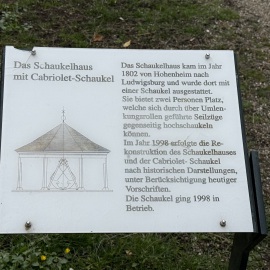 Das Schaukelhaus
mit Cabriolet-Schaukel
Das Schaukelhaus kam im Jahr
1802 von Hohenheim nach
Ludwigsburg und wurde dort mit
einer Schaukel ausgestattet.
Sie bietet zwei Personen Platz,
welche sich durch über Umlen-
kungsrollen geführte Seilzüge
gegenseitig hochschaukeln
können.
Im Jahr 1998 erfolgte die Re-
konstruktion des Schaukelhauses
und der Cabriolet- Schaukel
nach historischen Darstellungen,
unter Berücksichtigung heutiger
Vorschriften.
Die Schaukel ging 1998 in
Betrieb.